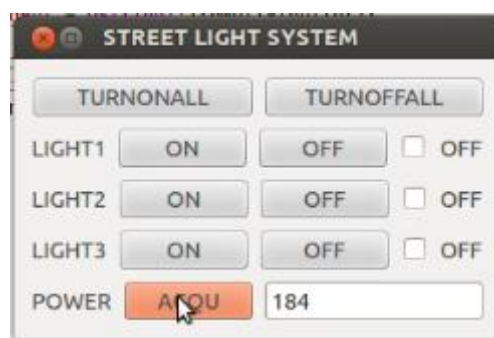 STREET LIGHT SYSTEM
TURNONALL TURNOFFALL
LIGHT1 ON OFF OFF
LIGHT2 ON OFF OFF
LIGHT3 ON OFF OFF
POWER ACQU 184